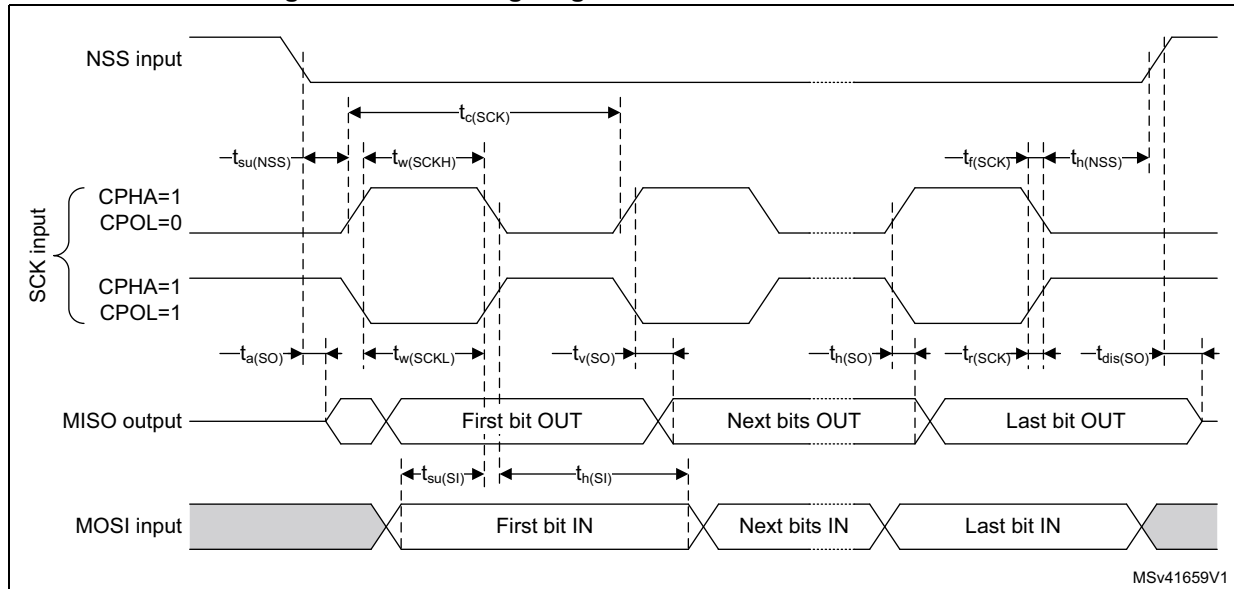 NSS input
tc(SCK)
tsu(NSS) tw(SCKH) tf(SCK) th(NSS)
SCK input
CPHA=1
CPOL=0
CPHA=1
CPOL=1
ta(SO) tw(SCKL) tv(SO) th(SO) tr(SCK) tdis(SO)
MISO output First bit OUT Next bits OUT Last bit OUT
tsu(SI) th(SI)
MOSI input First bit IN Next bits IN Last bit IN
MSv41659V1